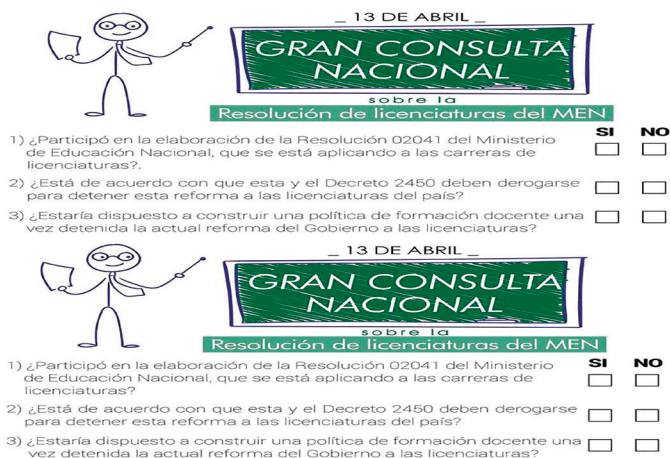 _ 13 DE ABRIL _
GRAN CONSULTA
NACIONAL
sobre la
Resolución de licenciaturas del MEN
SI NO
1) ¿Participó en la elaboración de la Resolución 02041 del Ministerio
de Educación Nacional, que se está aplicando a las carreras de
licenciaturas?.
2) ¿Está de acuerdo con que esta y el Decreto 2450 deben derogarse
para detener esta reforma a las licenciaturas del país?
3) ¿Estaría dispuesto a construir una política de formación docente una
vez detenida la actual reforma del Gobierno a las licenciaturas?
_ 13 DE ABRIL _
GRAN CONSULTA
NACIONAL
sobre la
Resolución de licenciaturas del MEN
SI NO
1) ¿Participó en la elaboración de la Resolución 02041 del Ministerio
de Educación Nacional, que se está aplicando a las carreras de
licenciaturas?
2) ¿Está de acuerdo con que esta y el Decreto 2450 deben derogarse
para detener esta reforma a las licenciaturas del país?
3) ¿Estaría dispuesto a construir una política de formación docente una
vez detenida la actual reforma del Gobierno a las licenciaturas?